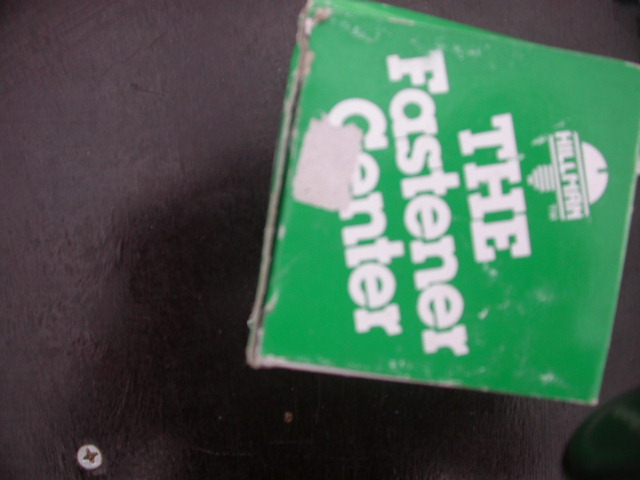 HILLMAN
THE
Fastener
Center